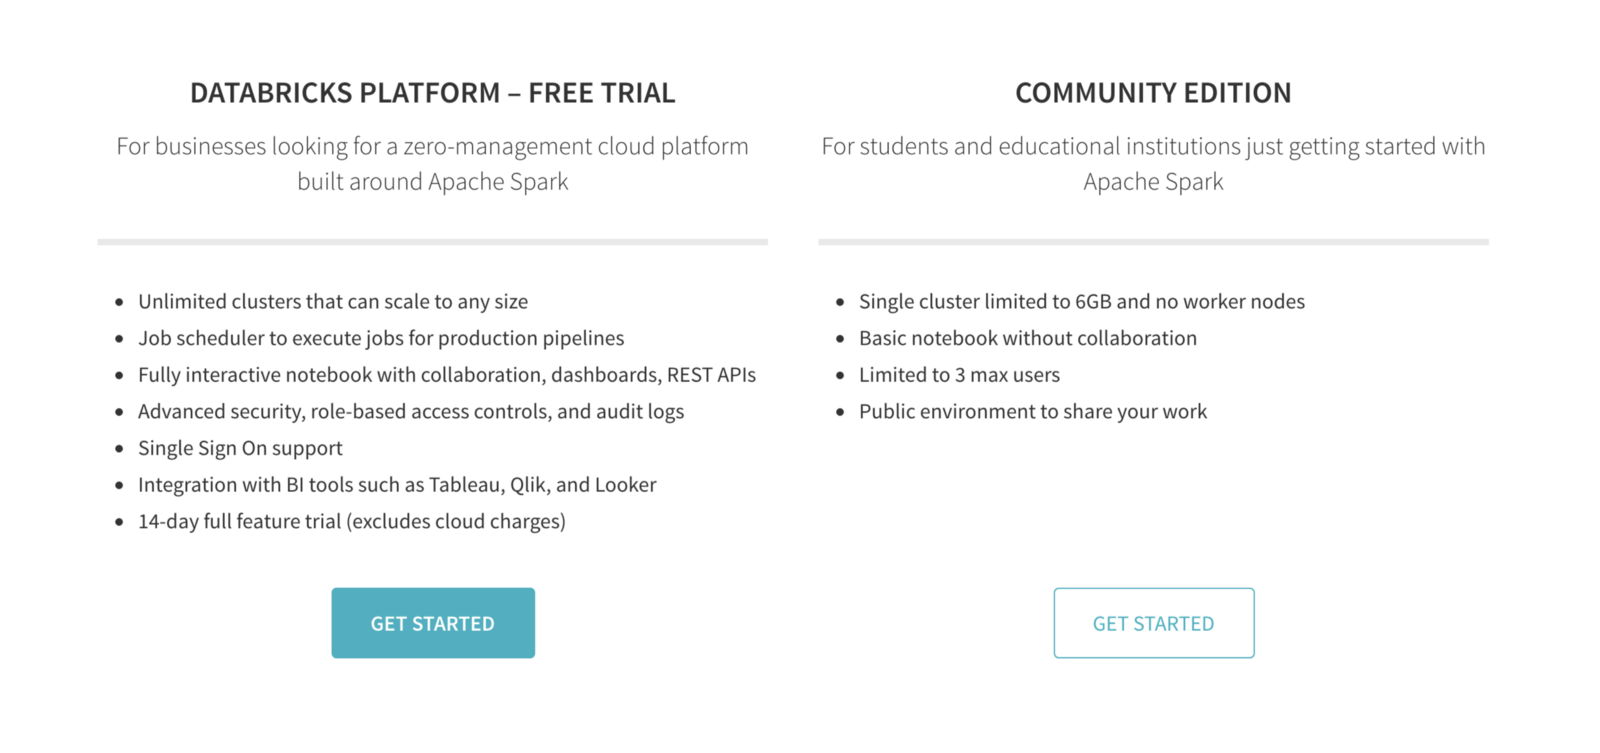 DATABRICKS PLATFORM – FREE TRIAL
For businesses looking for a zero-management cloud platform
built around Apache Spark
• Unlimited clusters that can scale to any size
• Job scheduler to execute jobs for production pipelines
• Fully interactive notebook with collaboration, dashboards, REST APIs
• Advanced security, role-based access controls, and audit logs
• Single Sign On support
• Integration with BI tools such as Tableau, Qlik, and Looker
• 14-day full feature trial (excludes cloud charges)
GET STARTED
COMMUNITY EDITION
For students and educational institutions just getting started with
Apache Spark
• Single cluster limited to 6GB and no worker nodes
• Basic notebook without collaboration
• Limited to 3 max users
• Public environment to share your work
GET STARTED